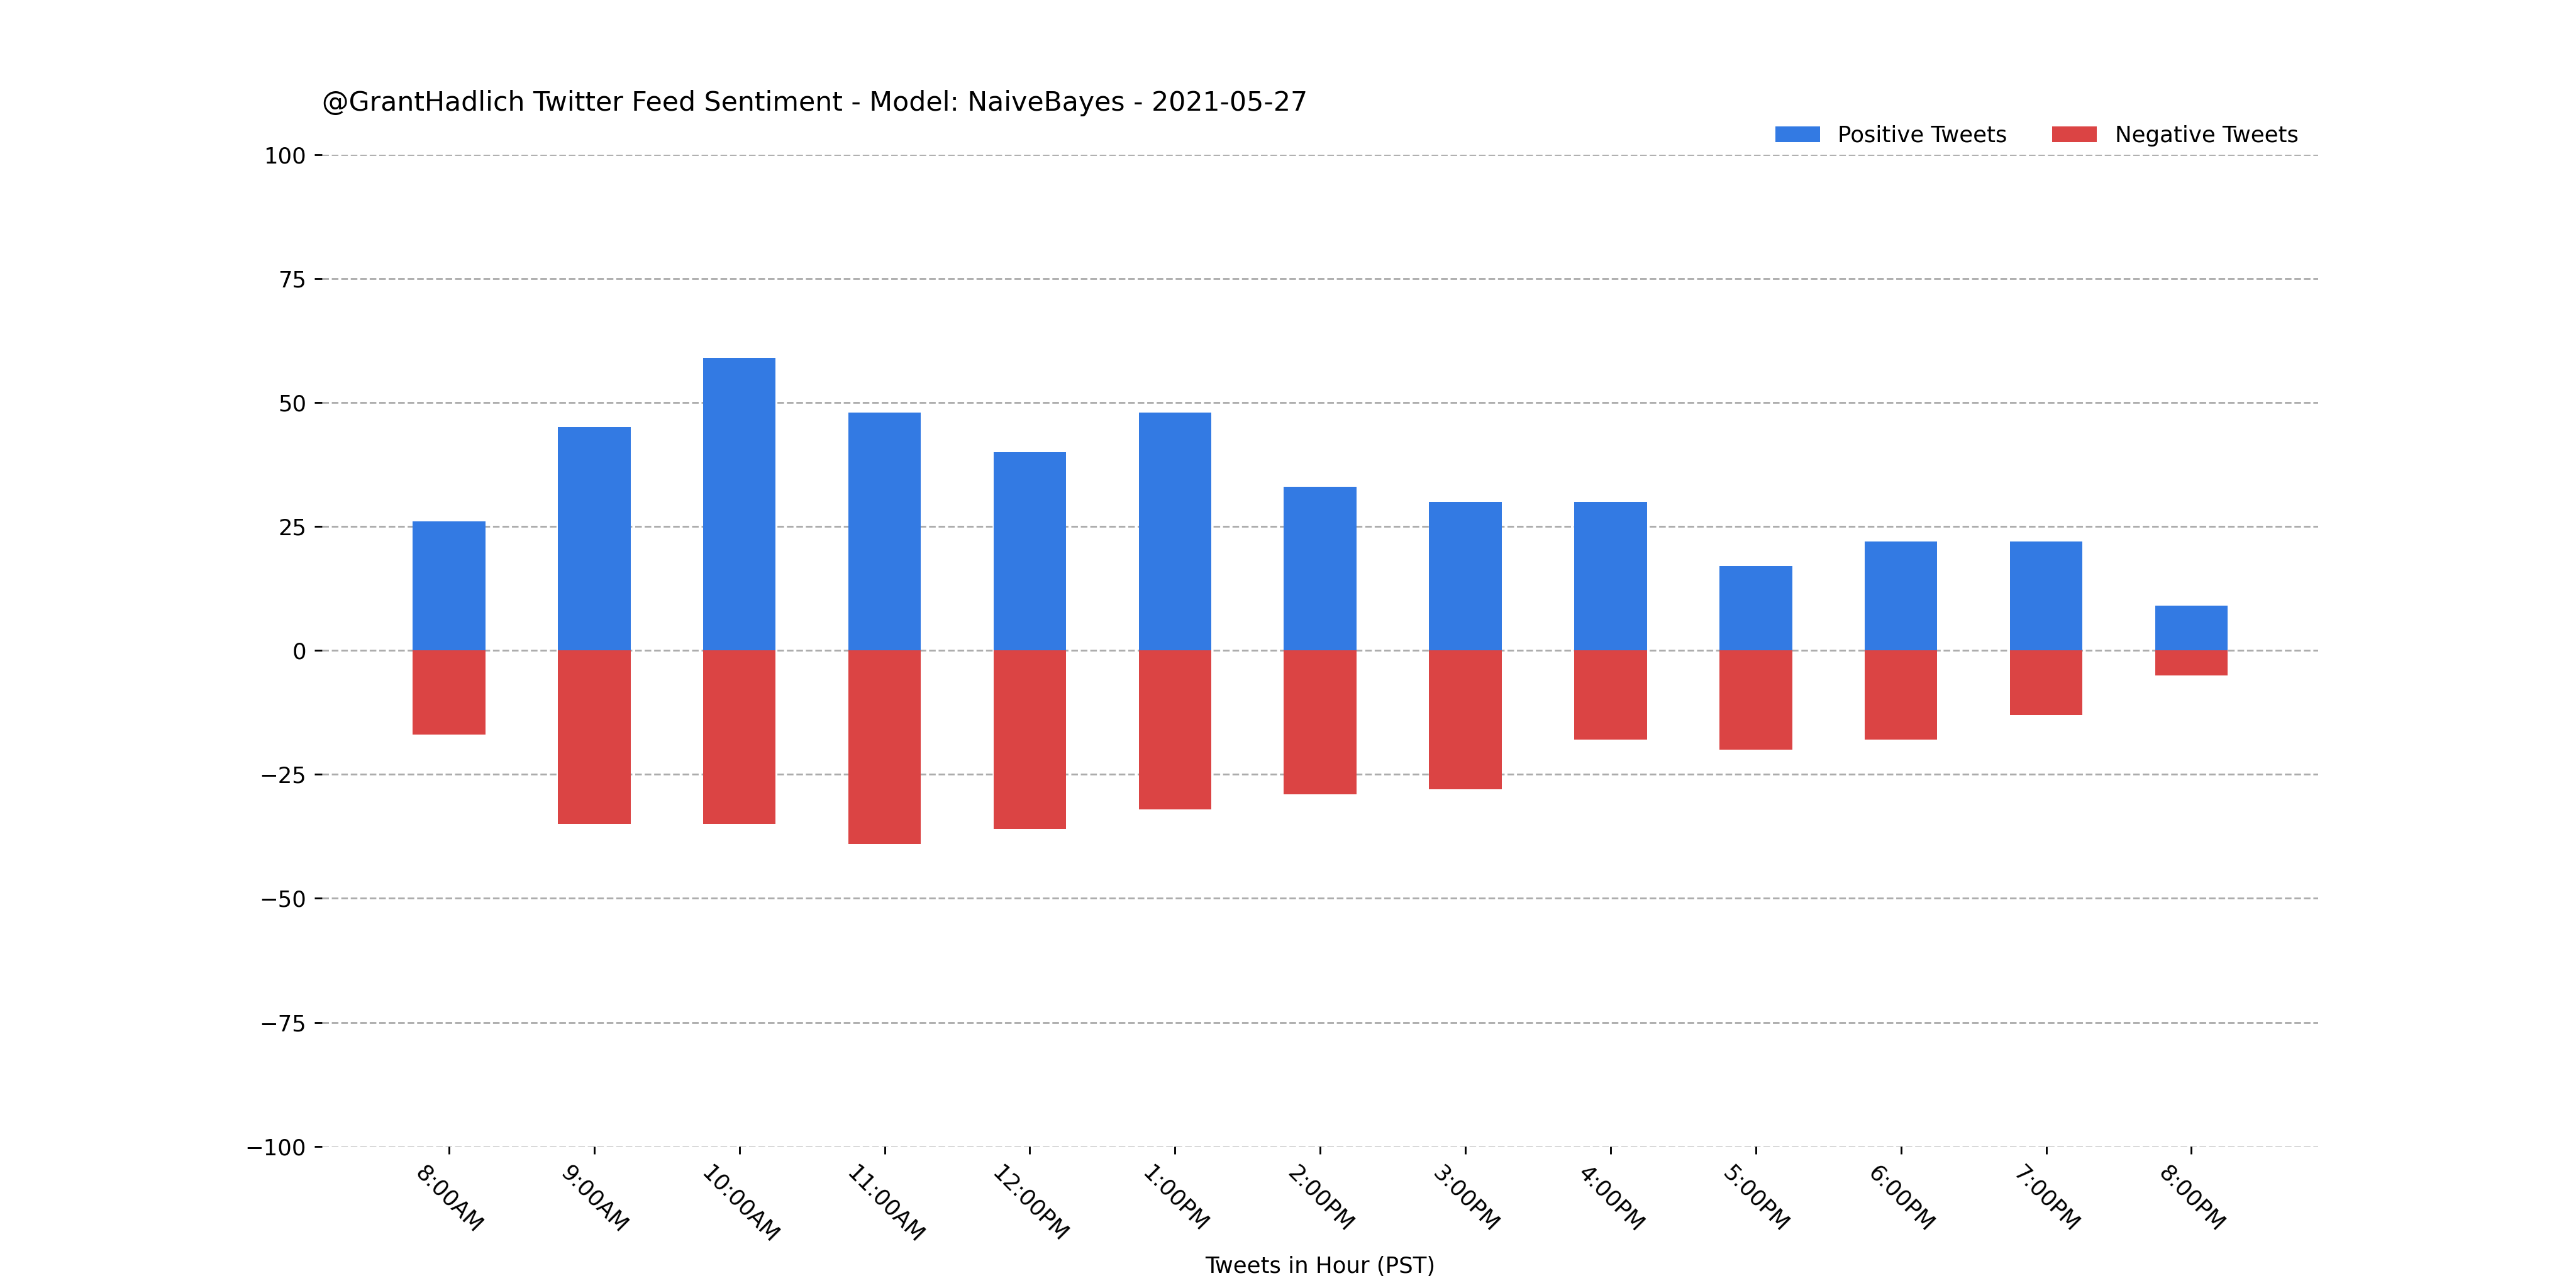 @GrantHadlich Twitter Feed Sentiment - Model: NaiveBayes - 2021-05-27
Positive Tweets
Negative Tweets
100
75
50
25
0
−25
−50
−75
−100
8:00AM
9:00AM
10:00AM
11:00AM
12:00PM
1:00PM
2:00PM
3:00PM
4:00PM
5:00PM
6:00PM
7:00PM
8:00PM
Tweets in Hour (PST)